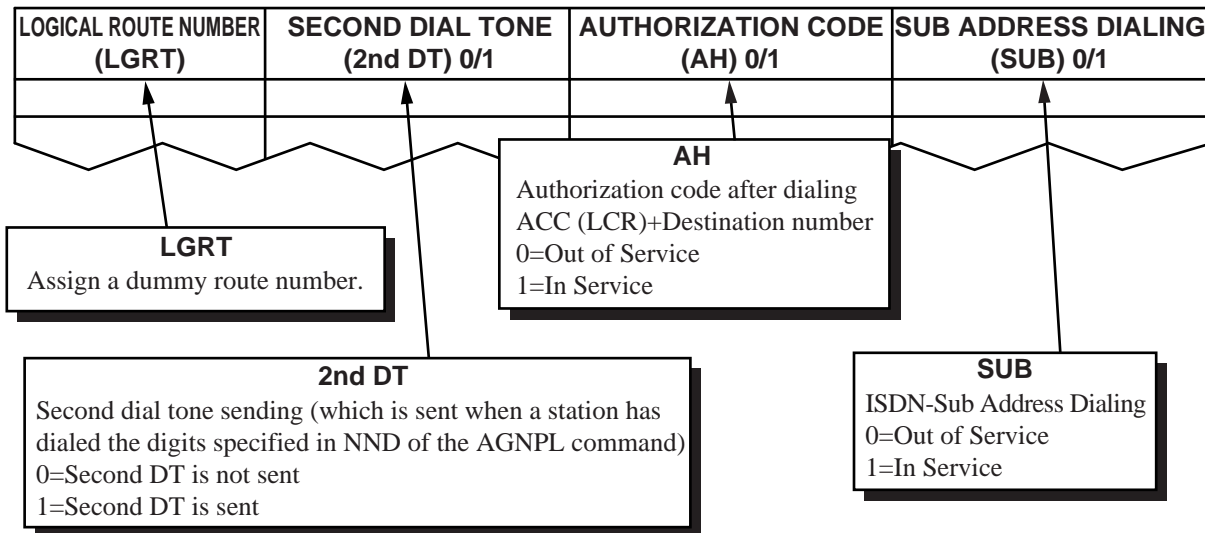 LOGICAL ROUTE NUMBER
(LGRT)
SECOND DIAL TONE
(2nd DT) 0/1
AUTHORIZATION CODE
(AH) 0/1
SUB ADDRESS DIALING
(SUB) 0/1
AH
Authorization code after dialing
ACC (LCR)+Destination number
0=Out of Service
1=In Service
LGRT
Assign a dummy route number.
2nd DT
Second dial tone sending (which is sent when a station has
dialed the digits specified in NND of the AGNPL command)
0=Second DT is not sent
1=Second DT is sent
SUB
ISDN-Sub Address Dialing
0=Out of Service
1=In Service